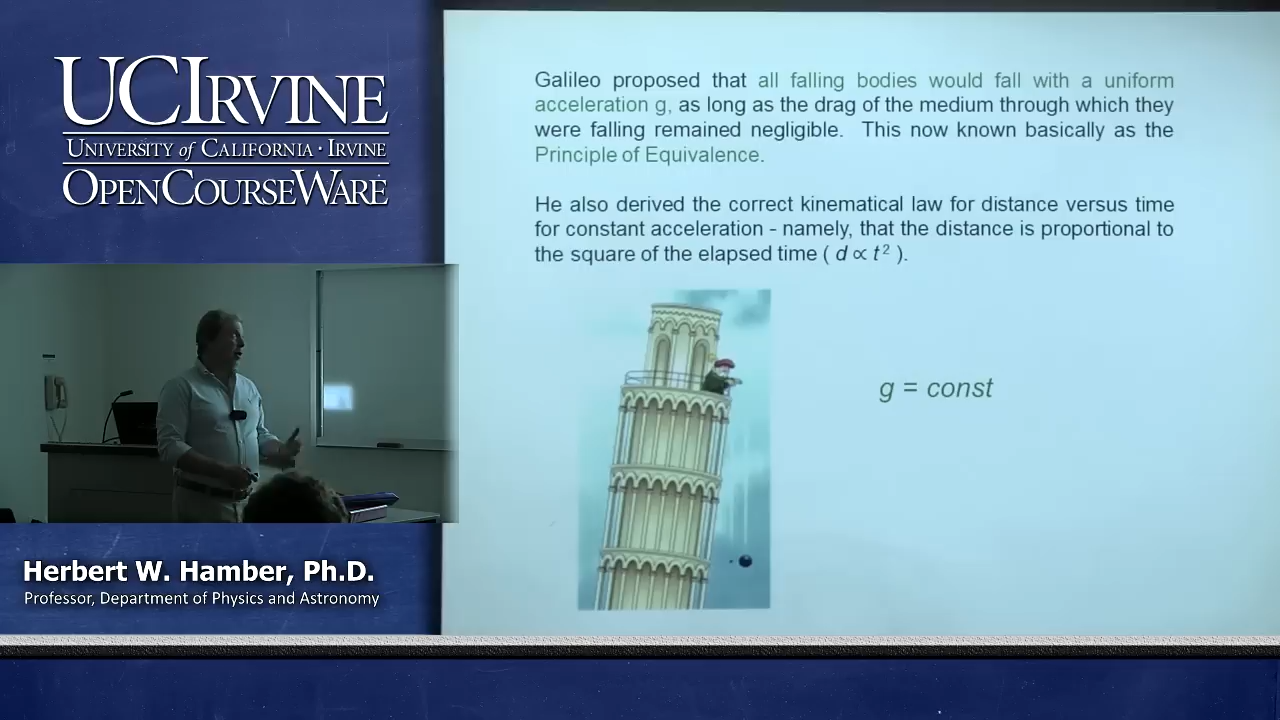 UCIRVINE
UNIVERSITY of CALIFORNIA · IRVINE
OPENCOURSEWARE
Herbert W. Hamber, Ph.D.
Professor, Department of Physics and Astronomy
Galileo proposed that all falling bodies would fall with a uniform
acceleration g, as long as the drag of the medium through which they
were falling remained negligible. This now known basically as the
Principle of Equivalence.
He also derived the correct kinematical law for distance versus time
for constant acceleration - namely, that the distance is proportional to
the square of the elapsed time ( d ∝ t² ).
g = const